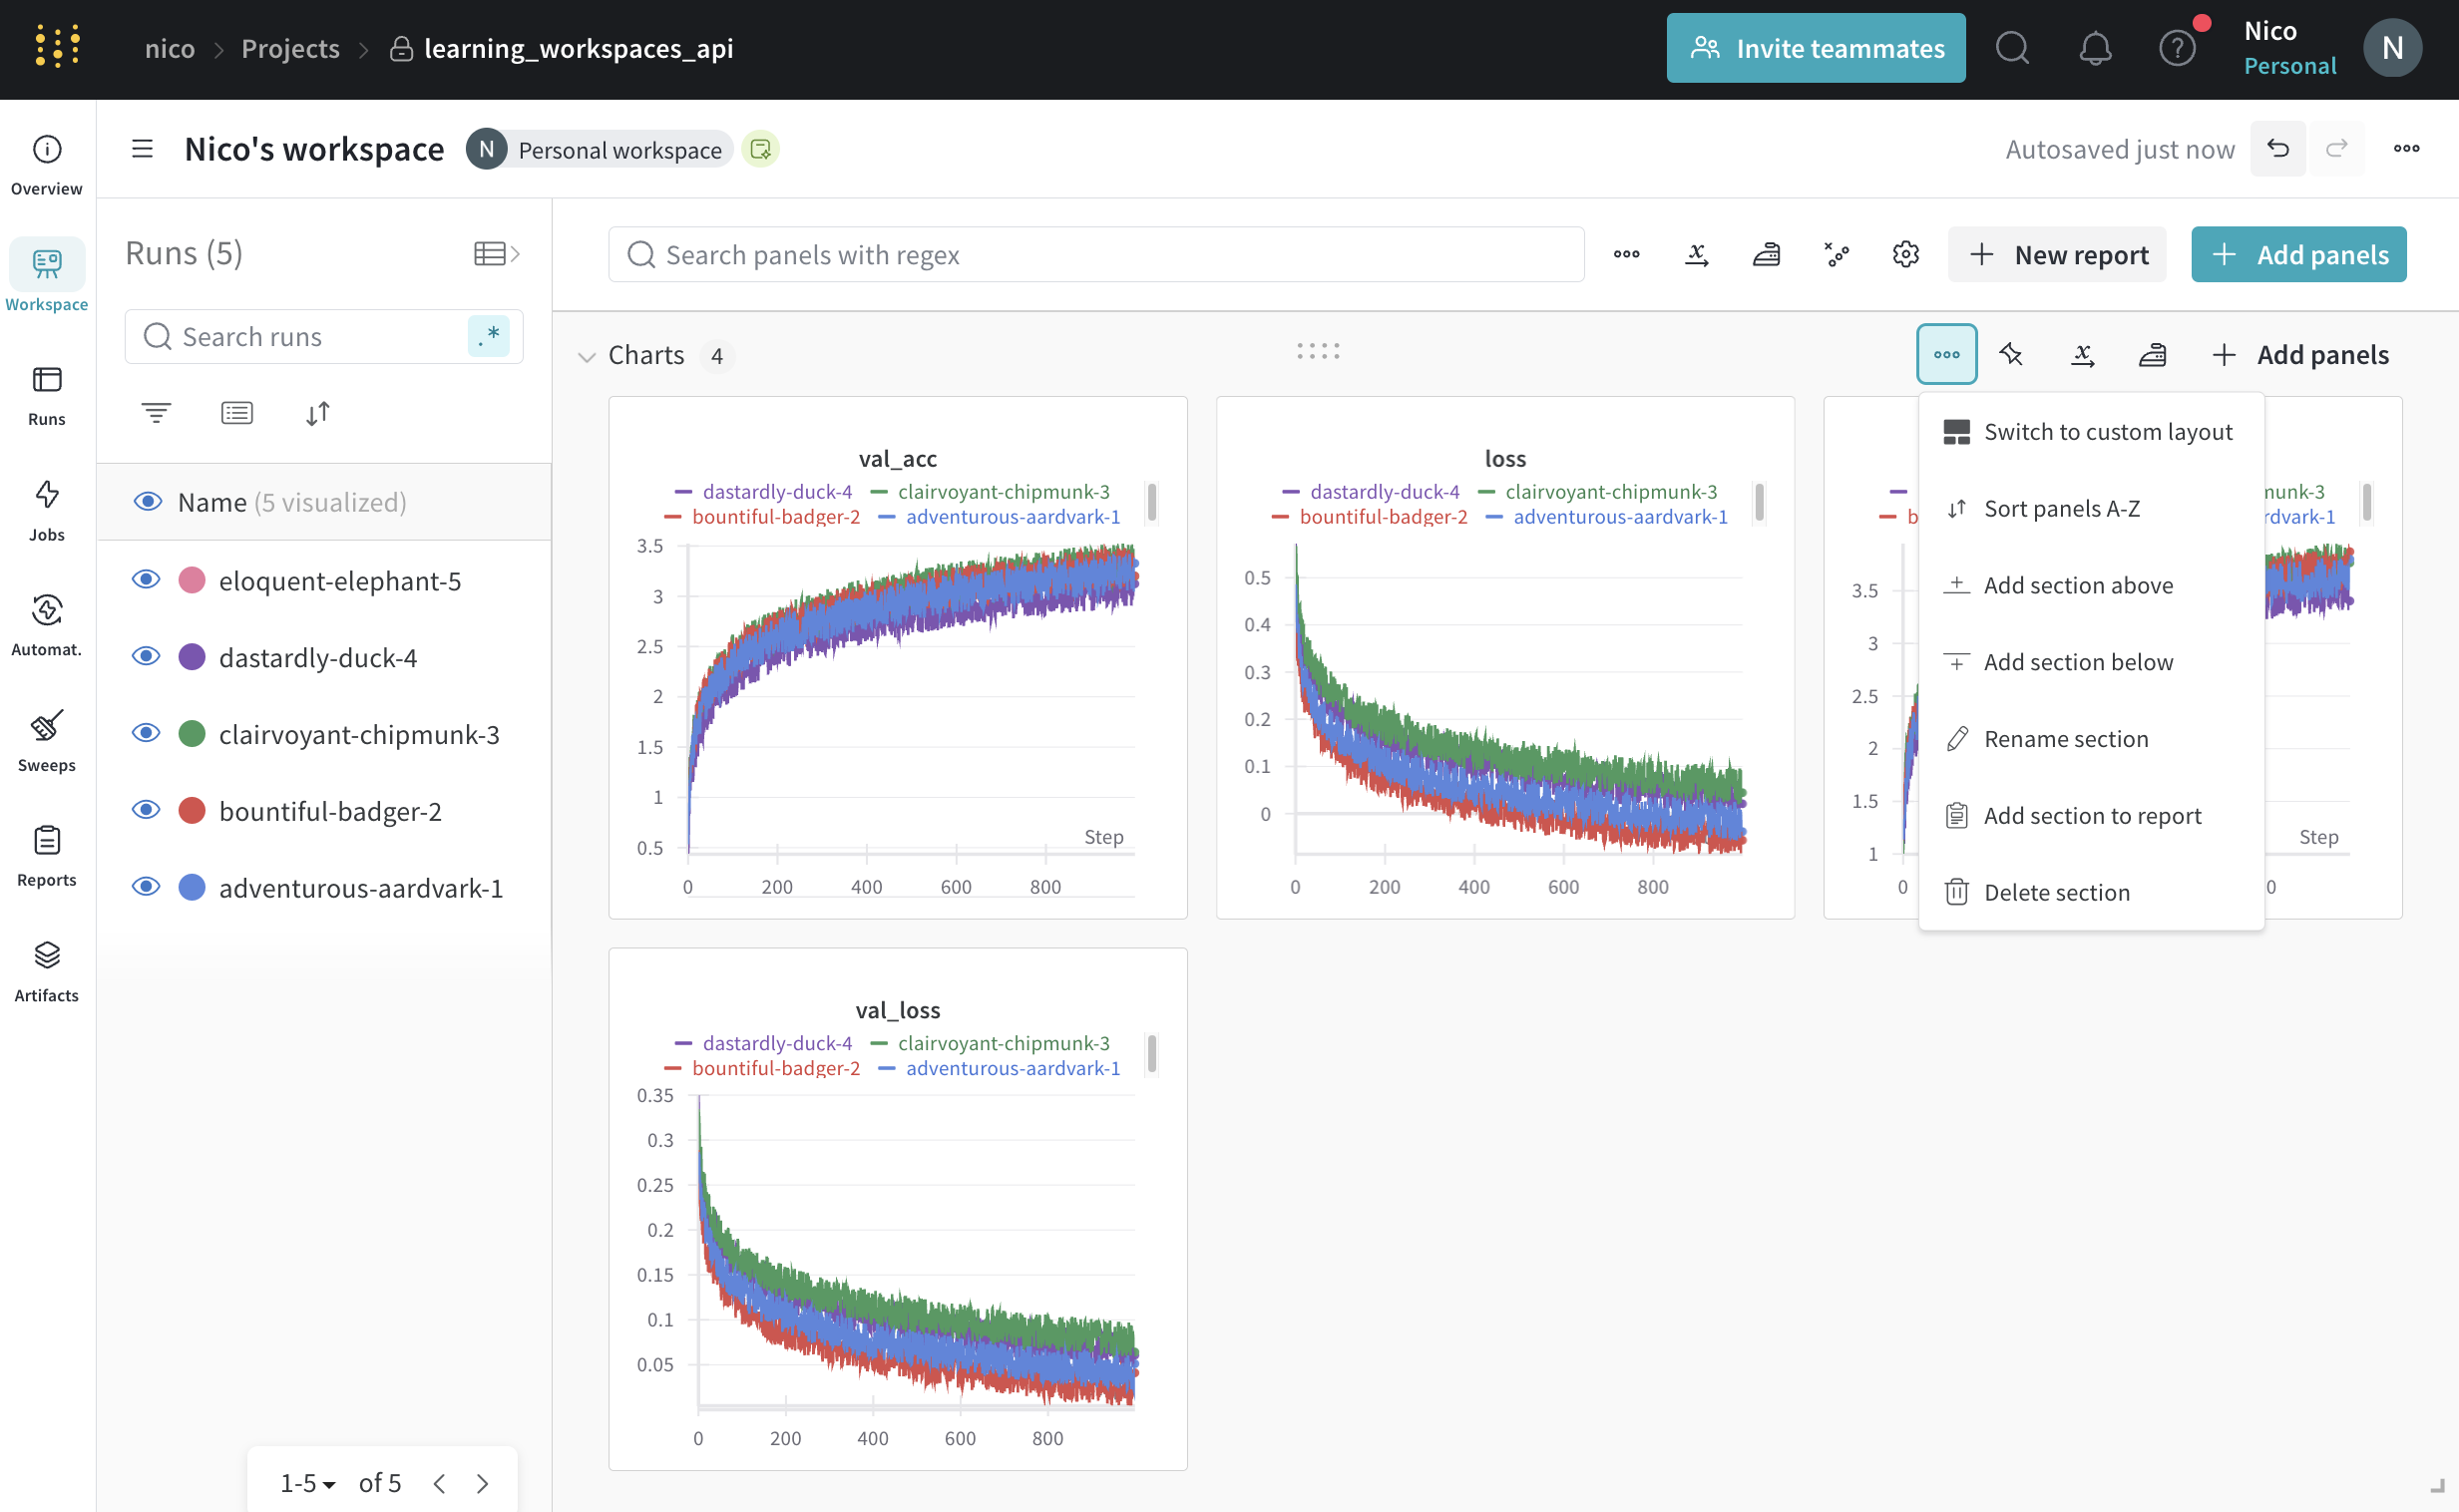 nico > Projects > learning_workspaces_api
Invite teammates
Nico
Personal
N
Overview
Workspace
Runs
Jobs
Automat.
Sweeps
Reports
Artifacts
Nico's workspace
N Personal workspace
Autosaved just now
Runs (5)
Search runs
.*
Name (5 visualized)
eloquent-elephant-5
dastardly-duck-4
clairvoyant-chipmunk-3
bountiful-badger-2
adventurous-aardvark-1
1-5 of 5
Search panels with regex
New report
Add panels
Charts 4
Add panels
val_acc
dastardly-duck-4 clairvoyant-chipmunk-3
bountiful-badger-2 adventurous-aardvark-1
3.5
3
2.5
2
1.5
1
0.5
Step
0 200 400 600 800
loss
dastardly-duck-4 clairvoyant-chipmunk-3
bountiful-badger-2 adventurous-aardvark-1
0.5
0.4
0.3
0.2
0.1
0
0 200 400 600 800
munk-3
b rdvark-1
3.5
3
2.5
2
1.5
1
Step
0 0
Switch to custom layout
Sort panels A-Z
Add section above
Add section below
Rename section
Add section to report
Delete section
val_loss
dastardly-duck-4 clairvoyant-chipmunk-3
bountiful-badger-2 adventurous-aardvark-1
0.35
0.3
0.25
0.2
0.15
0.1
0.05
0 200 400 600 800